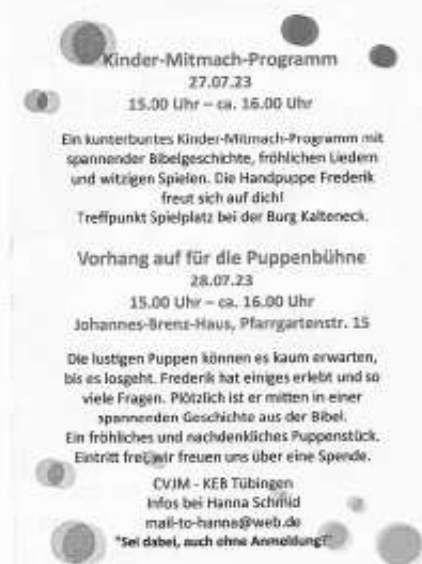 Kinder-Mitmach-Programm
27.07.23
15.00 Uhr – ca. 16.00 Uhr
Ein kunterbuntes Kinder-Mitmach-Programm mit
spannender Bibelgeschichte, fröhlichen Liedern
und witzigen Spielen. Die Handpuppe Frederik
freut sich auf dich!
Treffpunkt Spielplatz bei der Burg Kalteneck.
Vorhang auf für die Puppenbühne
28.07.23
15.00 Uhr – ca. 16.00 Uhr
Johannes-Brenz-Haus, Pfarrgartenstr. 15
Die lustigen Puppen können es kaum erwarten,
bis es losgeht. Frederik hat einiges erlebt und so
viele Fragen. Plötzlich ist er mitten in einer
spannenden Geschichte aus der Bibel.
Ein fröhliches und nachdenkliches Puppenstück.
Eintritt frei, wir freuen uns über eine Spende.
CVJM - KEB Tübingen
Infos bei Hanna Schmid
mail-to-hanna@web.de
"Sei dabei, auch ohne Anmeldung!"